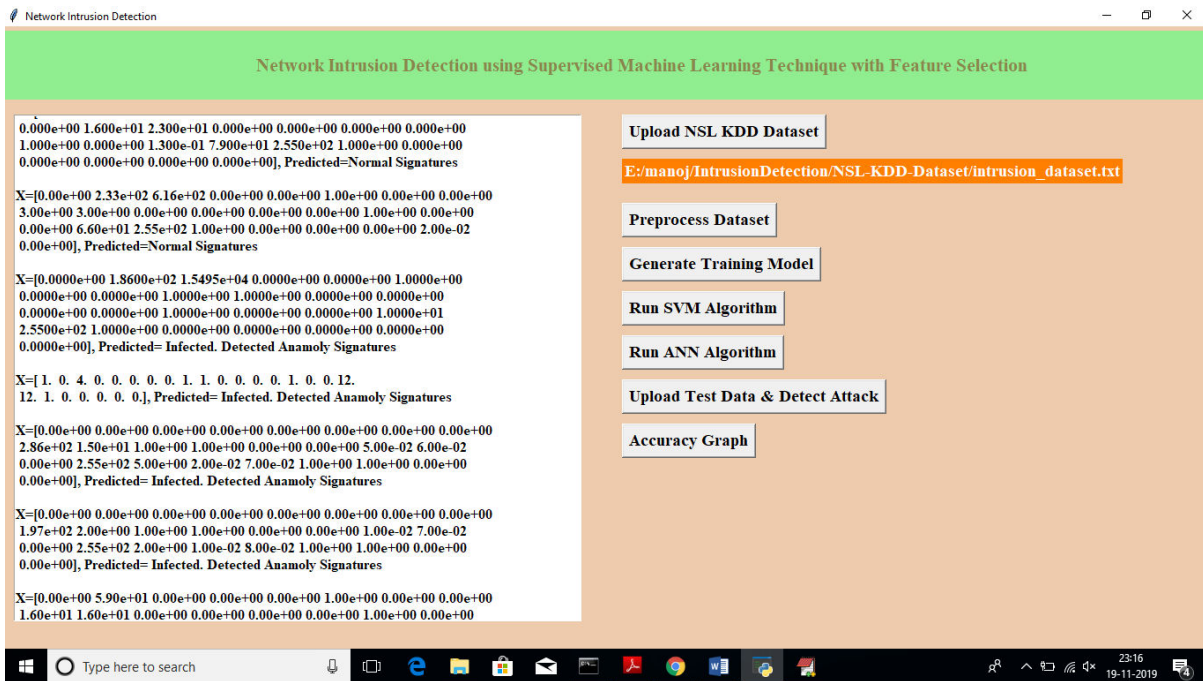 Network Intrusion Detection
Network Intrusion Detection using Supervised Machine Learning Technique with Feature Selection
0.000e+00 1.600e+01 2.300e+01 0.000e+00 0.000e+00 0.000e+00 0.000e+00
1.000e+00 0.000e+00 1.300e-01 7.900e+01 2.550e+02 1.000e+00 0.000e+00
0.000e+00 0.000e+00 0.000e+00 0.000e+00], Predicted=Normal Signatures
X=[0.00e+00 2.33e+02 6.16e+02 0.00e+00 0.00e+00 1.00e+00 0.00e+00 0.00e+00
3.00e+00 3.00e+00 0.00e+00 0.00e+00 0.00e+00 0.00e+00 1.00e+00 0.00e+00
0.00e+00 6.60e+01 2.55e+02 1.00e+00 0.00e+00 0.00e+00 0.00e+00 2.00e-02
0.00e+00], Predicted=Normal Signatures
X=[0.0000e+00 1.8600e+02 1.5495e+04 0.0000e+00 0.0000e+00 1.0000e+00
0.0000e+00 0.0000e+00 1.0000e+00 1.0000e+00 0.0000e+00 0.0000e+00
0.0000e+00 0.0000e+00 1.0000e+00 0.0000e+00 0.0000e+00 1.0000e+01
2.5500e+02 1.0000e+00 0.0000e+00 0.0000e+00 0.0000e+00 0.0000e+00
0.0000e+00], Predicted= Infected. Detected Anamoly Signatures
X=[ 1. 0. 4. 0. 0. 0. 0. 0. 1. 1. 0. 0. 0. 0. 1. 0. 0. 12.
12. 1. 0. 0. 0. 0. 0.], Predicted= Infected. Detected Anamoly Signatures
X=[0.00e+00 0.00e+00 0.00e+00 0.00e+00 0.00e+00 0.00e+00 0.00e+00 0.00e+00
2.86e+02 1.50e+01 1.00e+00 1.00e+00 0.00e+00 0.00e+00 5.00e-02 6.00e-02
0.00e+00 2.55e+02 5.00e+00 2.00e-02 7.00e-02 1.00e+00 1.00e+00 0.00e+00
0.00e+00], Predicted= Infected. Detected Anamoly Signatures
X=[0.00e+00 0.00e+00 0.00e+00 0.00e+00 0.00e+00 0.00e+00 0.00e+00 0.00e+00
1.97e+02 2.00e+00 1.00e+00 1.00e+00 0.00e+00 0.00e+00 1.00e-02 7.00e-02
0.00e+00 2.55e+02 2.00e+00 1.00e-02 8.00e-02 1.00e+00 1.00e+00 0.00e+00
0.00e+00], Predicted= Infected. Detected Anamoly Signatures
X=[0.00e+00 5.90e+01 0.00e+00 0.00e+00 0.00e+00 1.00e+00 0.00e+00 0.00e+00
1.60e+01 1.60e+01 0.00e+00 0.00e+00 0.00e+00 0.00e+00 1.00e+00 0.00e+00
Upload NSL KDD Dataset
E:/manoj/IntrusionDetection/NSL-KDD-Dataset/intrusion_dataset.txt
Preprocess Dataset
Generate Training Model
Run SVM Algorithm
Run ANN Algorithm
Upload Test Data & Detect Attack
Accuracy Graph
Type here to search
23:16
19-11-2019
4